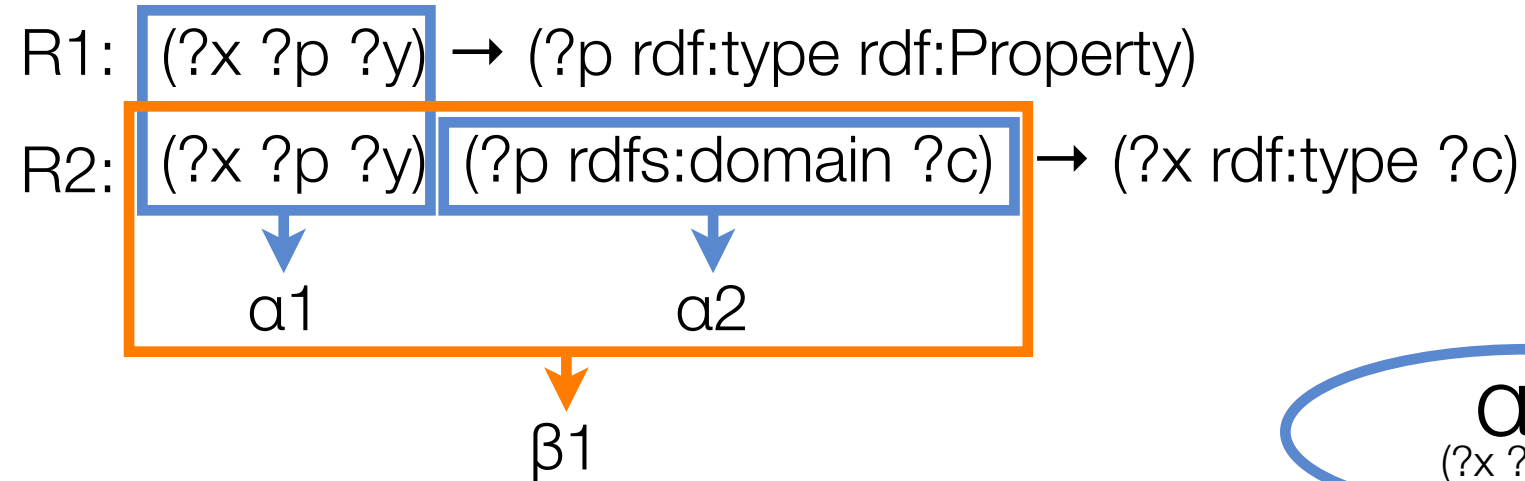 R1: (?x ?p ?y) → (?p rdf:type rdf:Property)
R2: (?x ?p ?y) (?p rdfs:domain ?c) → (?x rdf:type ?c)
α1 α2
β1
(?x